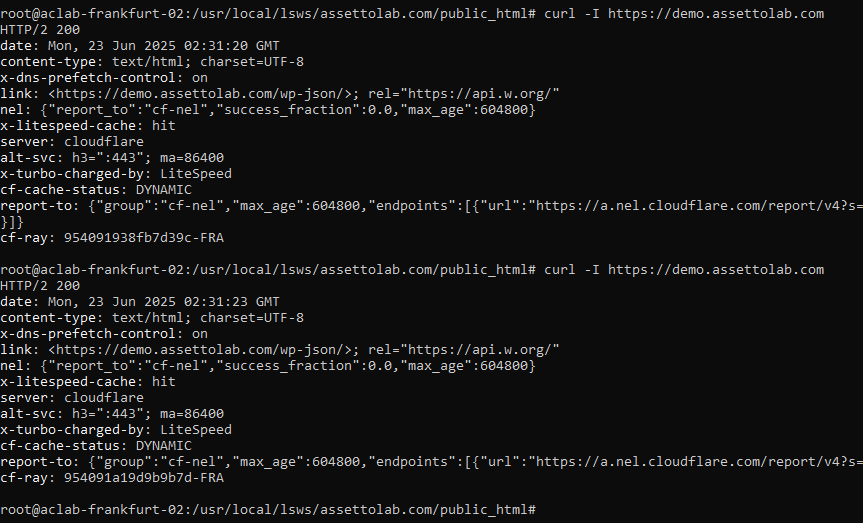 root@aclab-frankfurt-02:/usr/local/lsws/assettolab.com/public_html# curl -I https://demo.assettolab.com
HTTP/2 200
date: Mon, 23 Jun 2025 02:31:20 GMT
content-type: text/html; charset=UTF-8
x-dns-prefetch-control: on
link: <https://demo.assettolab.com/wp-json/>; rel="https://api.w.org/"
nel: {"report_to":"cf-nel","success_fraction":0.0,"max_age":604800}
x-litespeed-cache: hit
server: cloudflare
alt-svc: h3=":443"; ma=86400
x-turbo-charged-by: LiteSpeed
cf-cache-status: DYNAMIC
report-to: {"group":"cf-nel","max_age":604800,"endpoints":[{"url":"https://a.nel.cloudflare.com/report/v4?s=
}]}
cf-ray: 954091938fb7d39c-FRA
root@aclab-frankfurt-02:/usr/local/lsws/assettolab.com/public_html# curl -I https://demo.assettolab.com
HTTP/2 200
date: Mon, 23 Jun 2025 02:31:23 GMT
content-type: text/html; charset=UTF-8
x-dns-prefetch-control: on
link: <https://demo.assettolab.com/wp-json/>; rel="https://api.w.org/"
nel: {"report_to":"cf-nel","success_fraction":0.0,"max_age":604800}
x-litespeed-cache: hit
server: cloudflare
alt-svc: h3=":443"; ma=86400
x-turbo-charged-by: LiteSpeed
cf-cache-status: DYNAMIC
report-to: {"group":"cf-nel","max_age":604800,"endpoints":[{"url":"https://a.nel.cloudflare.com/report/v4?s=
cf-ray: 954091a19d9b9b7d-FRA
root@aclab-frankfurt-02:/usr/local/lsws/assettolab.com/public_html#